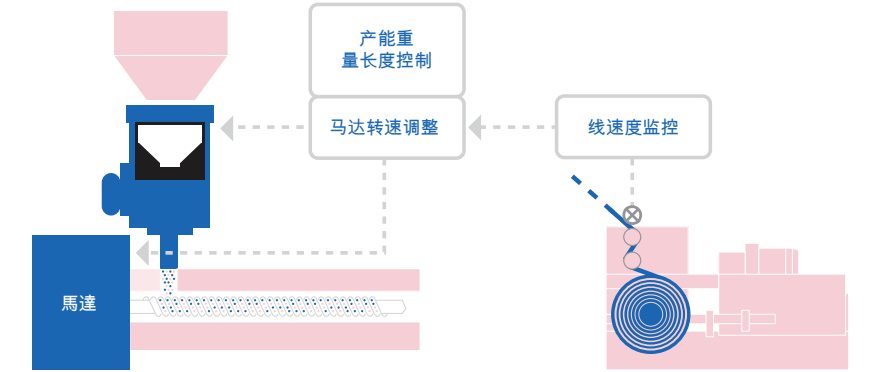 产能重
量长度控制
马达转速调整
线速度监控
馬達